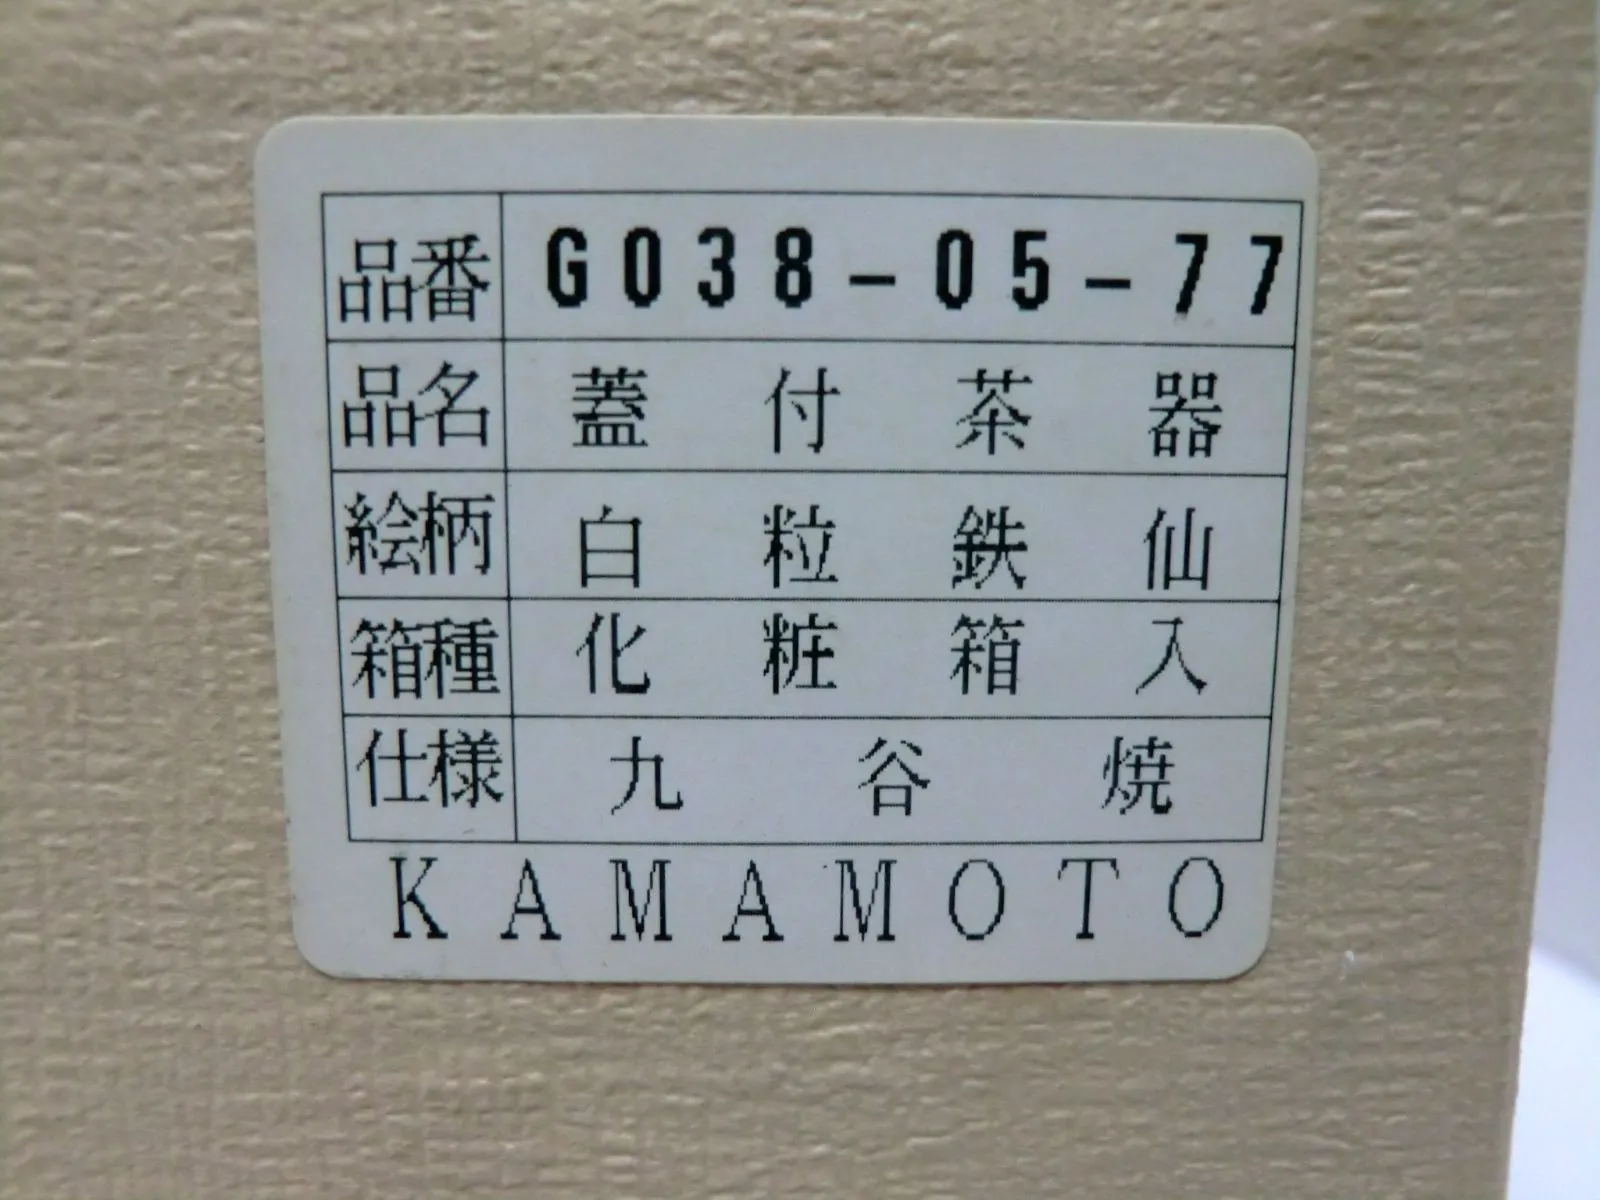 品番 G038-05-77
品名 蓋付茶器
絵柄 白粒鉄仙
箱種 化粧箱入
仕様 九谷焼
KAMAMOTO